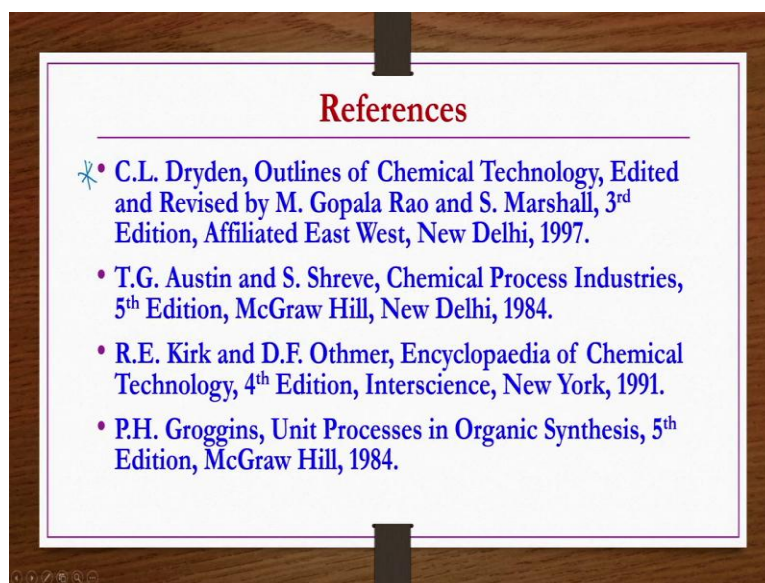 References
* • C.L. Dryden, Outlines of Chemical Technology, Edited
and Revised by M. Gopala Rao and S. Marshall, 3rd
Edition, Affiliated East West, New Delhi, 1997.
• T.G. Austin and S. Shreve, Chemical Process Industries,
5th Edition, McGraw Hill, New Delhi, 1984.
• R.E. Kirk and D.F. Othmer, Encyclopaedia of Chemical
Technology, 4th Edition, Interscience, New York, 1991.
• P.H. Groggins, Unit Processes in Organic Synthesis, 5th
Edition, McGraw Hill, 1984.